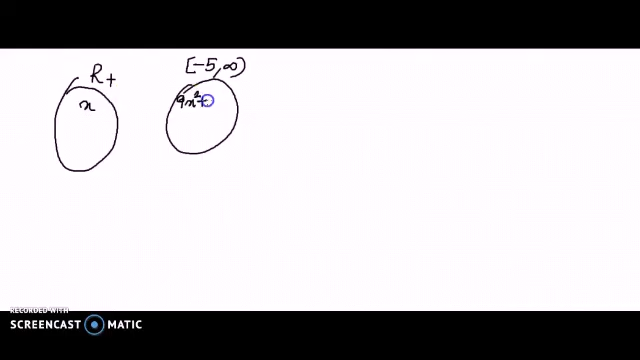 R+ [-5,∞)
x 9x²+
RECORDED WITH
SCREENCAST MATIC